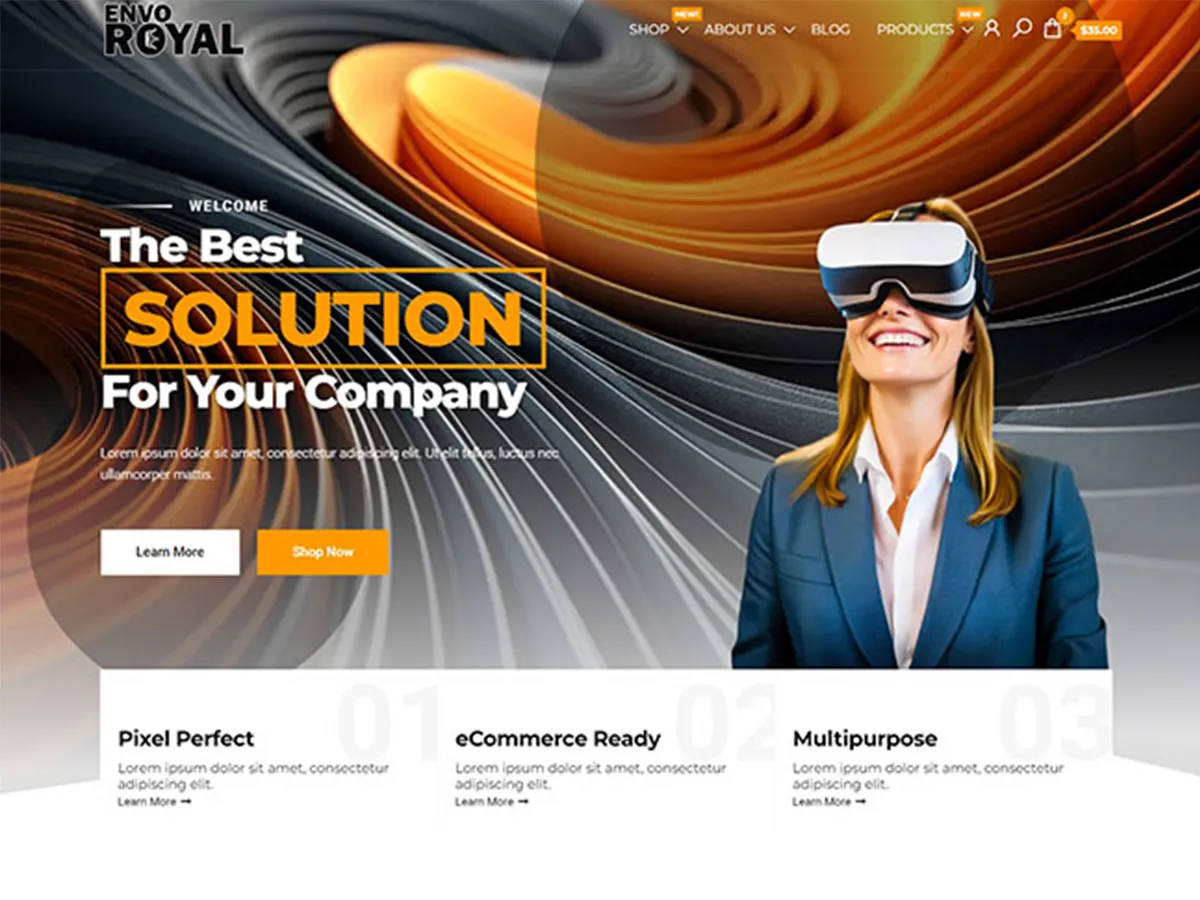 ENVO
ROYAL
SHOP NEW! ABOUT US BLOG PRODUCTS NEW 2 $35.00
WELCOME
The Best
SOLUTION
For Your Company
Lorem ipsum dolor sit amet, consectetur adipiscing elit. Ut elit tellus, luctus nec
ullamcorper mattis.
Learn More Shop Now
01 02 03
Pixel Perfect eCommerce Ready Multipurpose
Lorem ipsum dolor sit amet, consectetur Lorem ipsum dolor sit amet, consectetur Lorem ipsum dolor sit amet, consectetur
adipiscing elit. adipiscing elit. adipiscing elit.
Learn More → Learn More → Learn More →